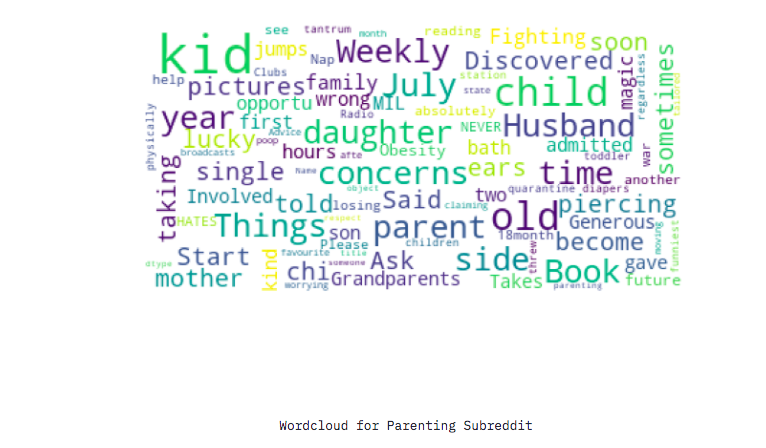 see tantrum month reading Fighting soon
kid jumps Nap Weekly Discovered
help Clubs pictures family July station state child magic regardless sometimes tailored
physically year opportu wrong MIL Radio absolutely
lucky first Advice poop daughter NEVER Husband admitted
broadcasts hours afte Obesity bath toddler war
taking single Name concerns ears time another
Involved object told losing Said claiming two quarantine diapers piercing
HATES Things respect son parent old 18month Generous moving funniest
Please children threw become
dtype Start kind favourite title someone Ask side gave
mother chi worrying Grandparents Takes Book parenting future
Wordcloud for Parenting Subreddit